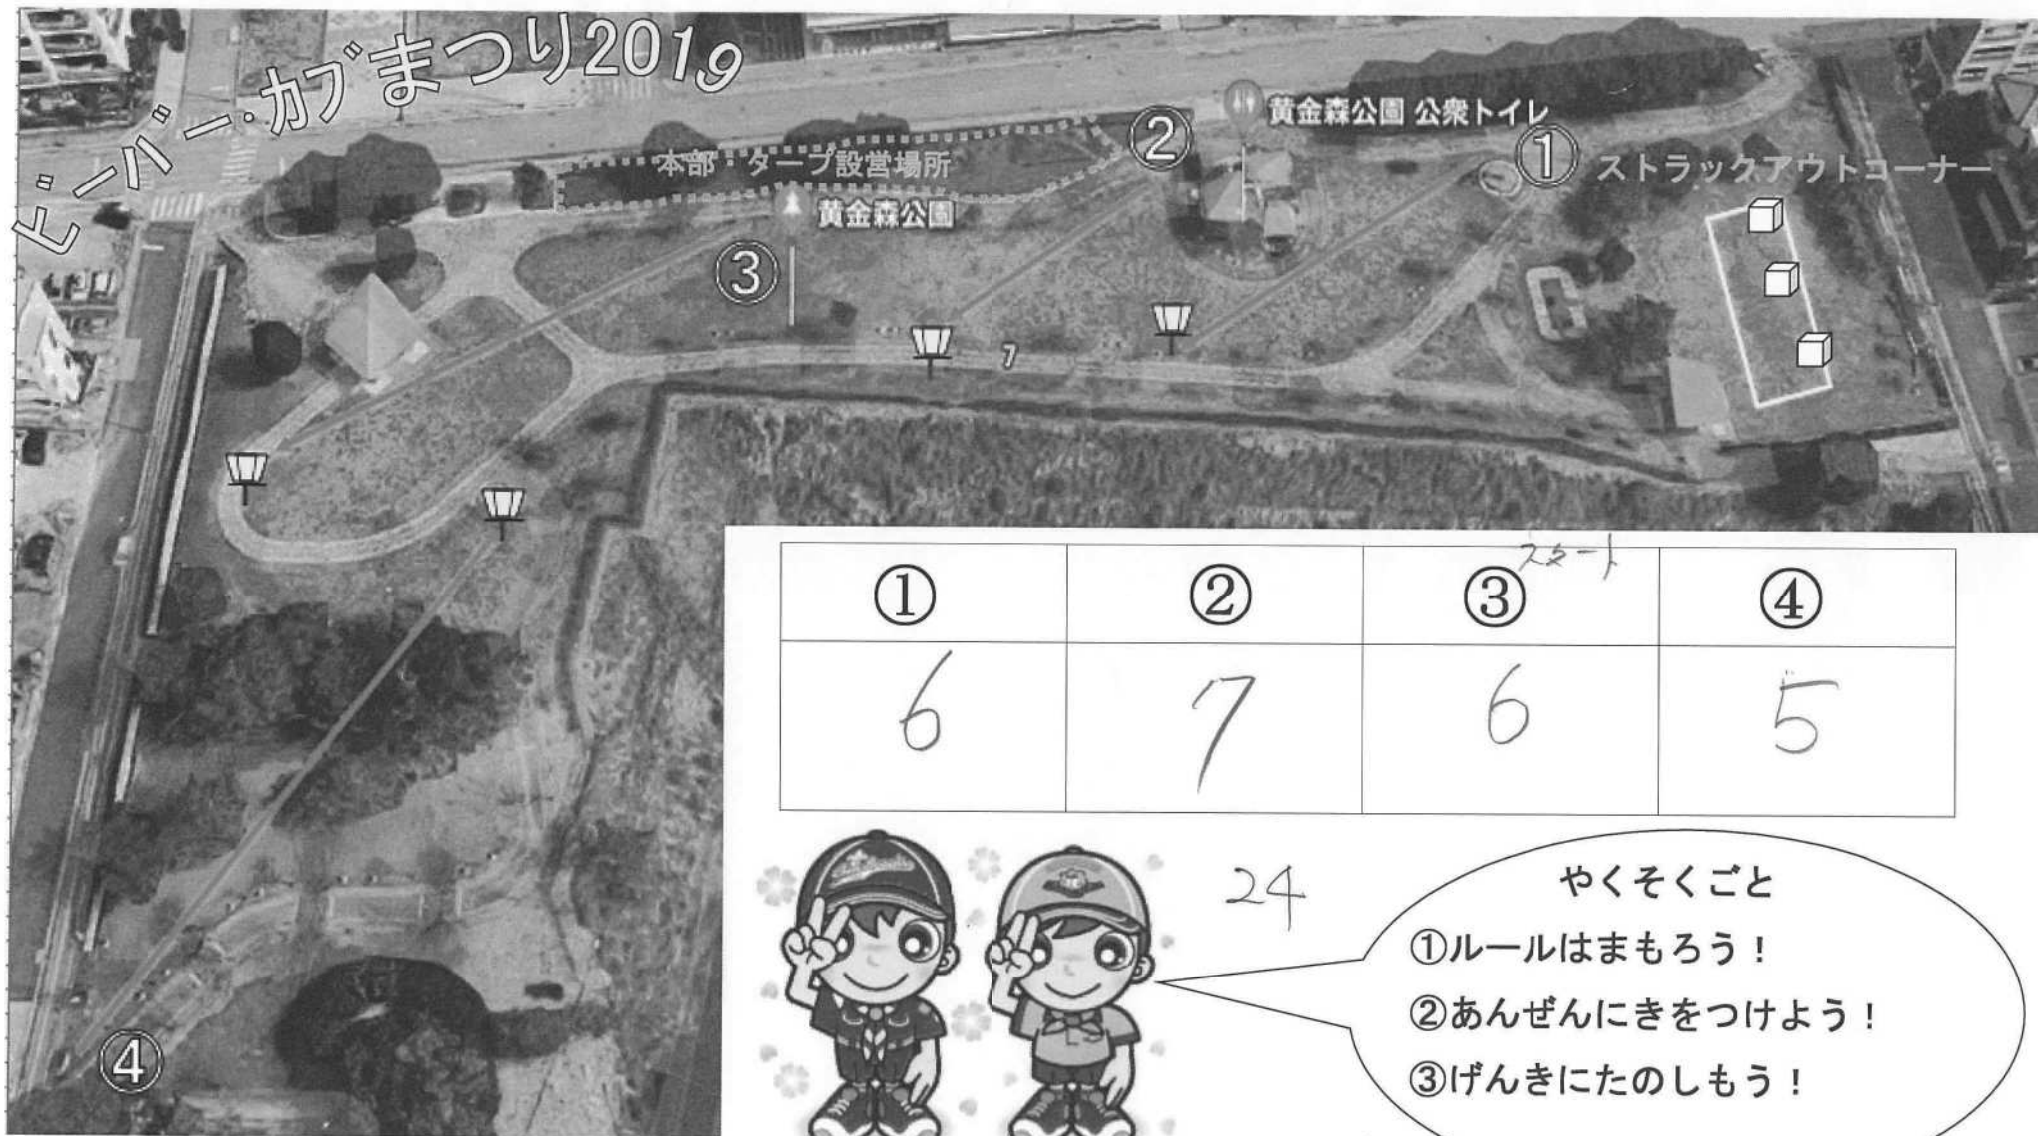 ビーバー・カブまつり2019
② 黄金森公園 公衆トイレ
本部・タープ設営場所
① ストラックアウトコーナー
黄金森公園
③
7
① ② ③ ④
6 7 6 5
24
やくそくごと
①ルールはまもろう！
②あんぜんにきをつけよう！
③げんきにたのしもう！
④